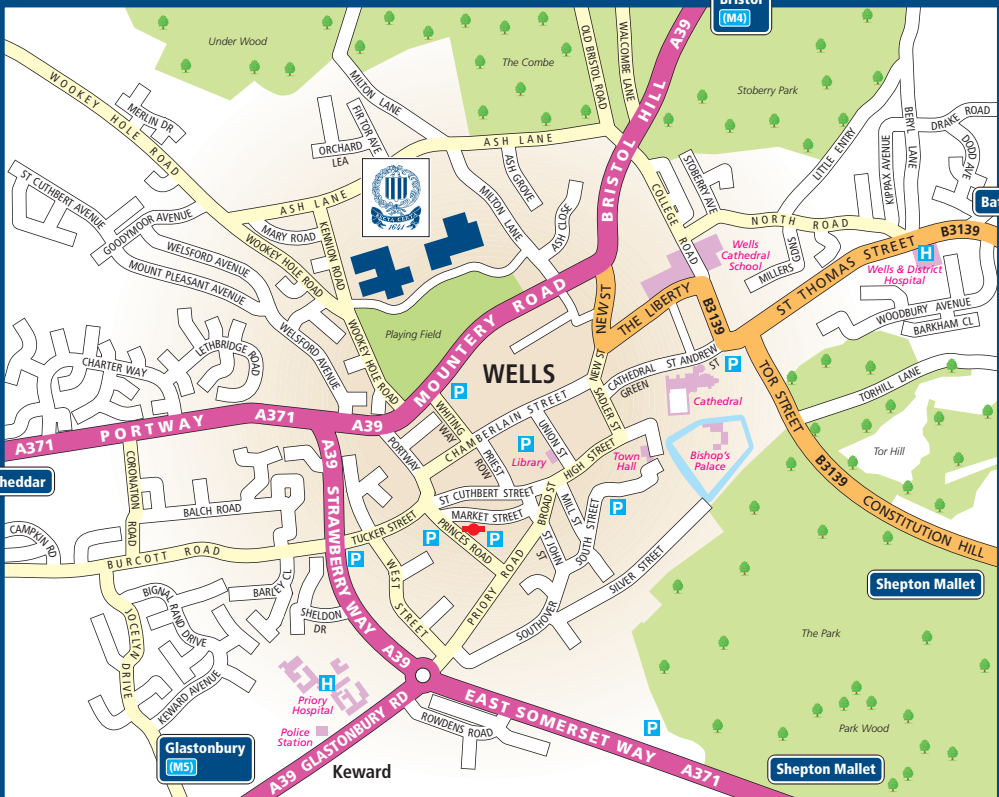 Bristol
(M4)
A39
Under Wood
The Combe
OLD BRISTOL ROAD
WALCOMBE LANE
Stoberry Park
WOOKEY HOLE ROAD
MILTON LANE
MERLIN DR
FIR TOR AVE
ORCHARD
LEA
ASH LANE
BRISTOL HILL
BERYL LANE
DRAKE ROAD
DODD AVE
KIPPAX AVENUE
LITTLE ENTRY
ST CUTHBERT AVENUE
GOODYMOOR AVENUE
ASH LANE
1641
ASH GROVE
MILTON LANE
ASH CLOSE
STOBERRY AVE
COLLEGE ROAD
NORTH ROAD
B3139
MARY ROAD
KENNION ROAD
WELSFORD AVENUE
WOOKEY HOLE ROAD
MOUNT PLEASANT AVENUE
Wells
Cathedral
School
MILLERS
GDNS
ST THOMAS STREET
H
Wells & District
Hospital
WOODBURY AVENUE
BARKHAM CL
NEW ST
THE LIBERTY
B3139
Playing Field
MOUNTERY ROAD
WELSFORD AVENUE
WOOKEY HOLE ROAD
LETHBRIDGE ROAD
CHARTER WAY
WELLS
NEW ST
CATHEDRAL
GREEN
ST ANDREW
ST
P
TOR STREET
TORHILL LANE
P
Cathedral
SADLER ST
WHITING WAY
CHAMBERLAIN STREET
A371
PORTWAY
A371
A39
PORTWAY
UNION ST
P
Library
PRIEST
ROW
HIGH STREET
Town
Hall
Bishop's
Palace
Tor Hill
B3139
CONSTITUTION HILL
A39
STRAWBERRY WAY
CORONATION ROAD
BALCH ROAD
CAMPKIN RD
ST CUTHBERT STREET
MARKET STREET
BROAD ST
MILL ST
P
SOUTH STREET
ST JOHN
ST
TUCKER STREET
P
PRINCES ROAD
P
BURCOTT ROAD
P
WEST STREET
PRIORY ROAD
SILVER STREET
SOUTHOVER
Shepton Mallet
BIGNAL RAND DRIVE
BARLEY CL
SHELDON
DR
JOCELYN DRIVE
KEWARD AVENUE
The Park
A39
H
Priory
Hospital
Police
Station
A39 GLASTONBURY RD
ROWDENS ROAD
EAST SOMERSET WAY
A371
P
Park Wood
Glastonbury
(M5)
Keward
Shepton Mallet